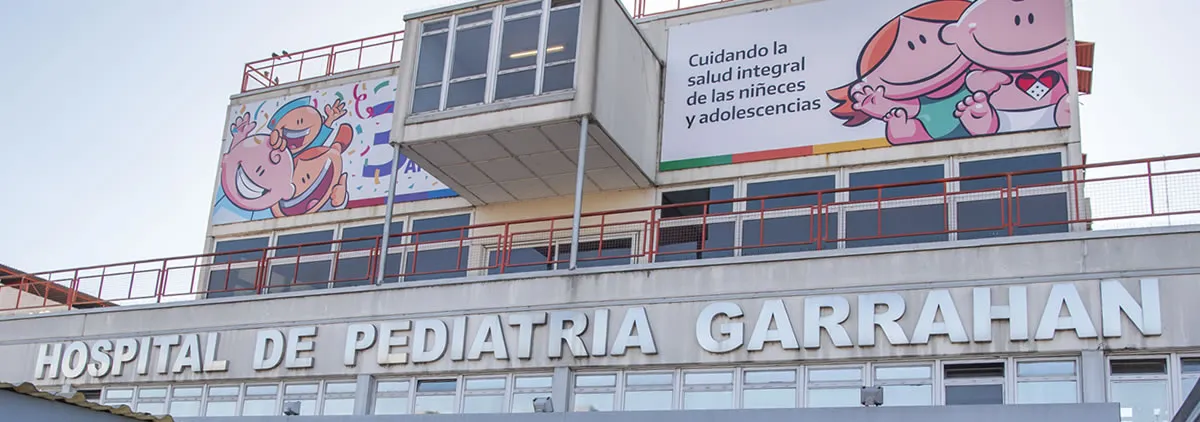 Cuidando la
salud integral
de las niñeces
y adolescencias
HOSPITAL DE PEDIATRIA GARRAHAN